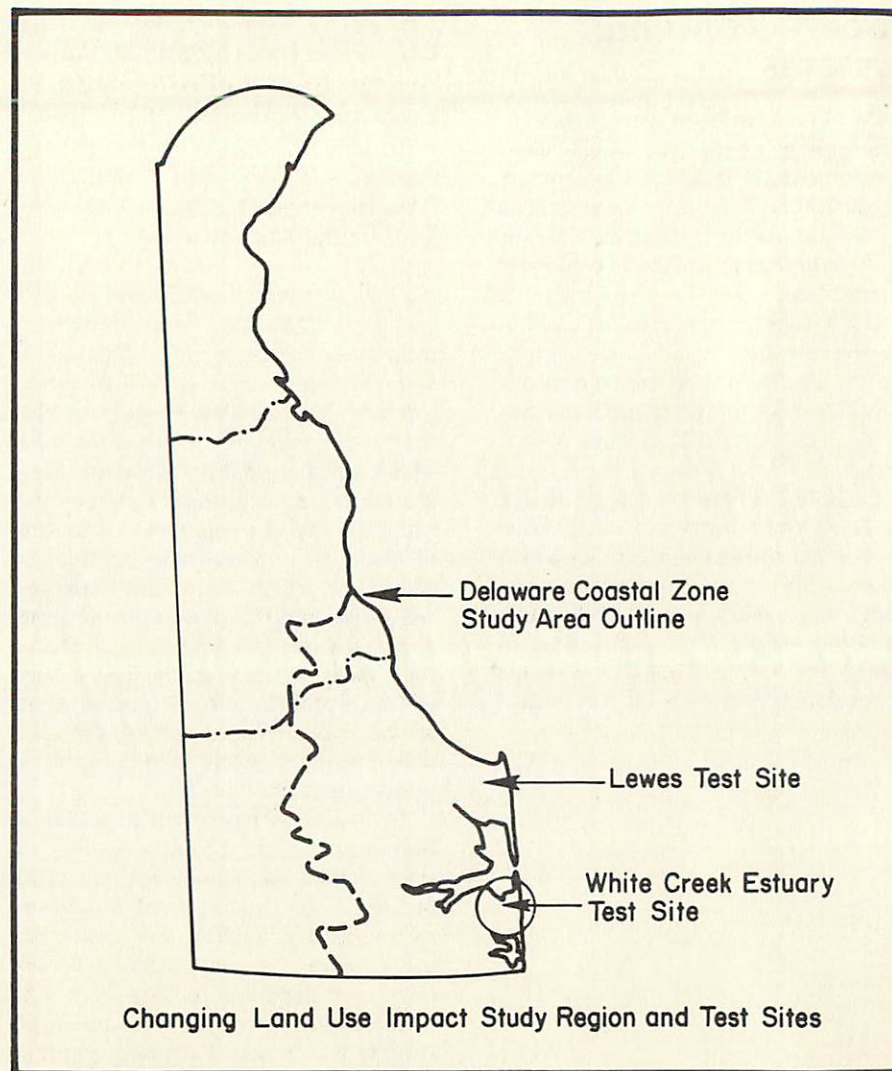 Delaware Coastal Zone
Study Area Outline
Lewes Test Site
White Creek Estuary
Test Site
Changing Land Use Impact Study Region and Test Sites